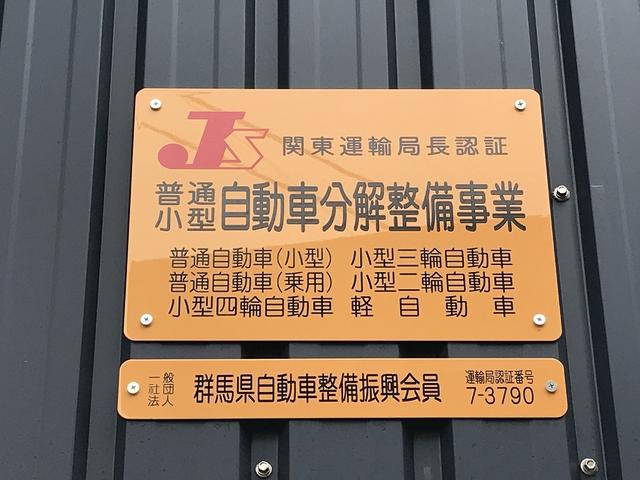 JS 関東運輸局長認証
普通小型自動車分解整備事業
普通自動車(小型) 小型三輪自動車
普通自動車(乗用) 小型二輪自動車
小型四輪自動車 軽自動車
一般社団法人 群馬県自動車整備振興会員 運輸局認証番号
7-3790